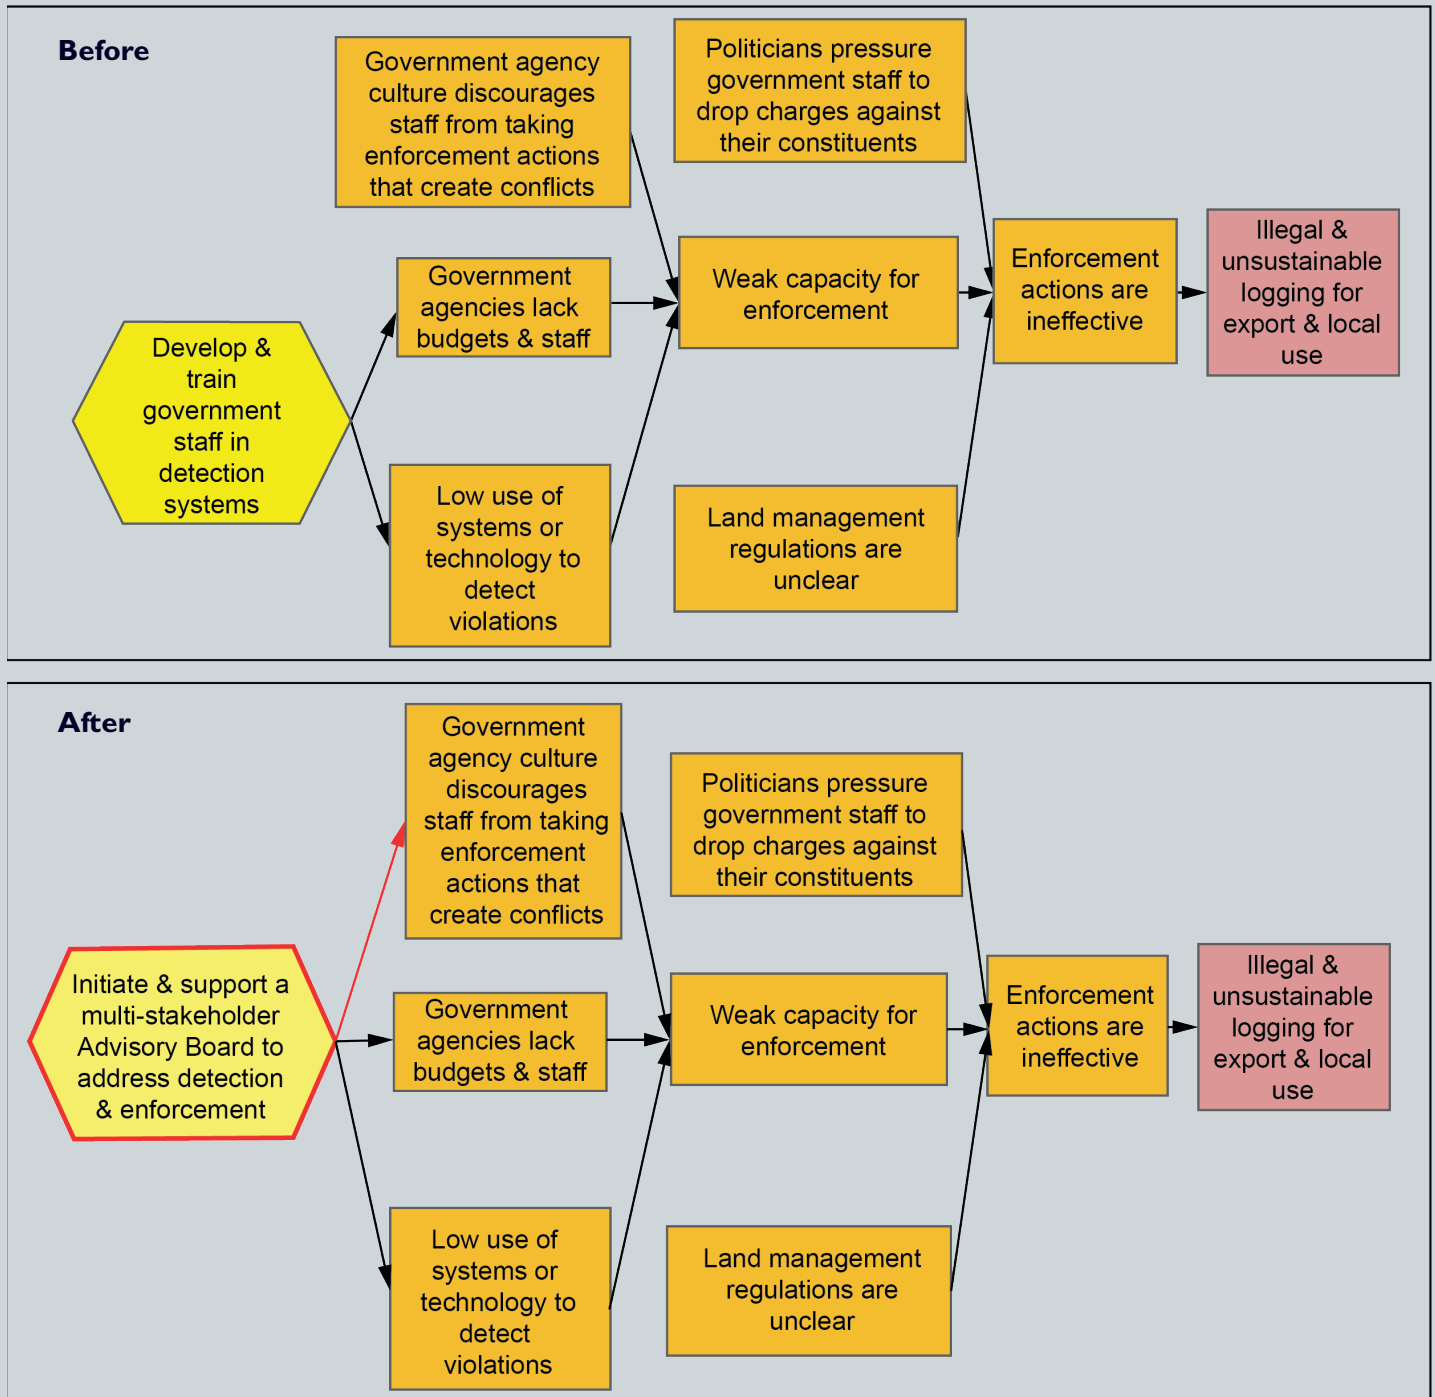 Before
Government agency
culture discourages
staff from taking
enforcement actions
that create conflicts
Politicians pressure
government staff to
drop charges against
their constituents
Government
agencies lack
budgets & staff
Weak capacity for
enforcement
Enforcement
actions are
ineffective
Illegal &
unsustainable
logging for
export & local
use
Develop &
train
government
staff in
detection
systems
Low use of
systems or
technology to
detect
violations
Land management
regulations are
unclear
After
Government
agency culture
discourages
staff from taking
enforcement
actions that
create conflicts
Politicians pressure
government staff to
drop charges against
their constituents
Initiate & support a
multi-stakeholder
Advisory Board to
address detection
& enforcement
Government
agencies lack
budgets & staff
Weak capacity for
enforcement
Enforcement
actions are
ineffective
Illegal &
unsustainable
logging for
export & local
use
Low use of
systems or
technology to
detect
violations
Land management
regulations are
unclear